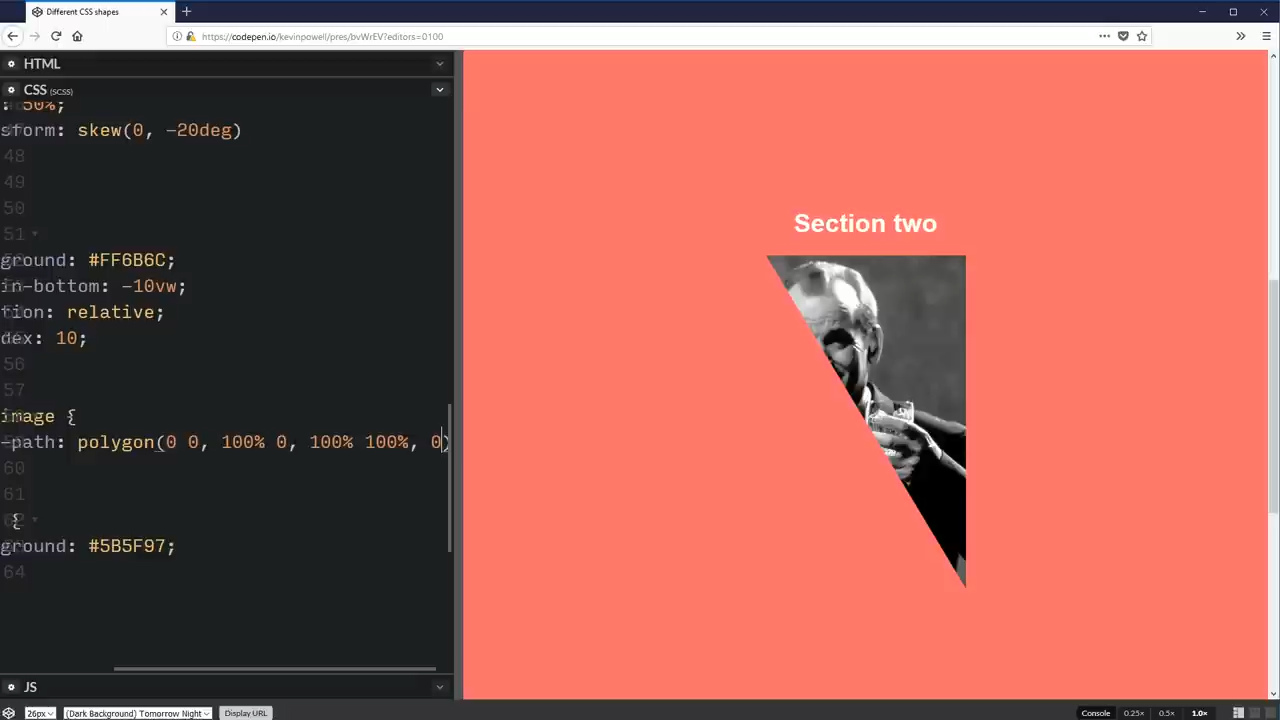 Different CSS shapes
https://codepen.io/kevinpowell/pres/bvWrEV?editors=0100
HTML
CSS (SCSS)
: 50%;
sform: skew(0, -20deg)
48
49
50
51
ground: #FF6B6C;
in-bottom: -10vw;
tion: relative;
dex: 10;
56
57
image {
-path: polygon(0 0, 100% 0, 100% 100%, 0)
60
61
{
ground: #5B5F97;
64
Section two
JS
26px
(Dark Background) Tomorrow Night
Display URL
Console
0.25×
0.5×
1.0×